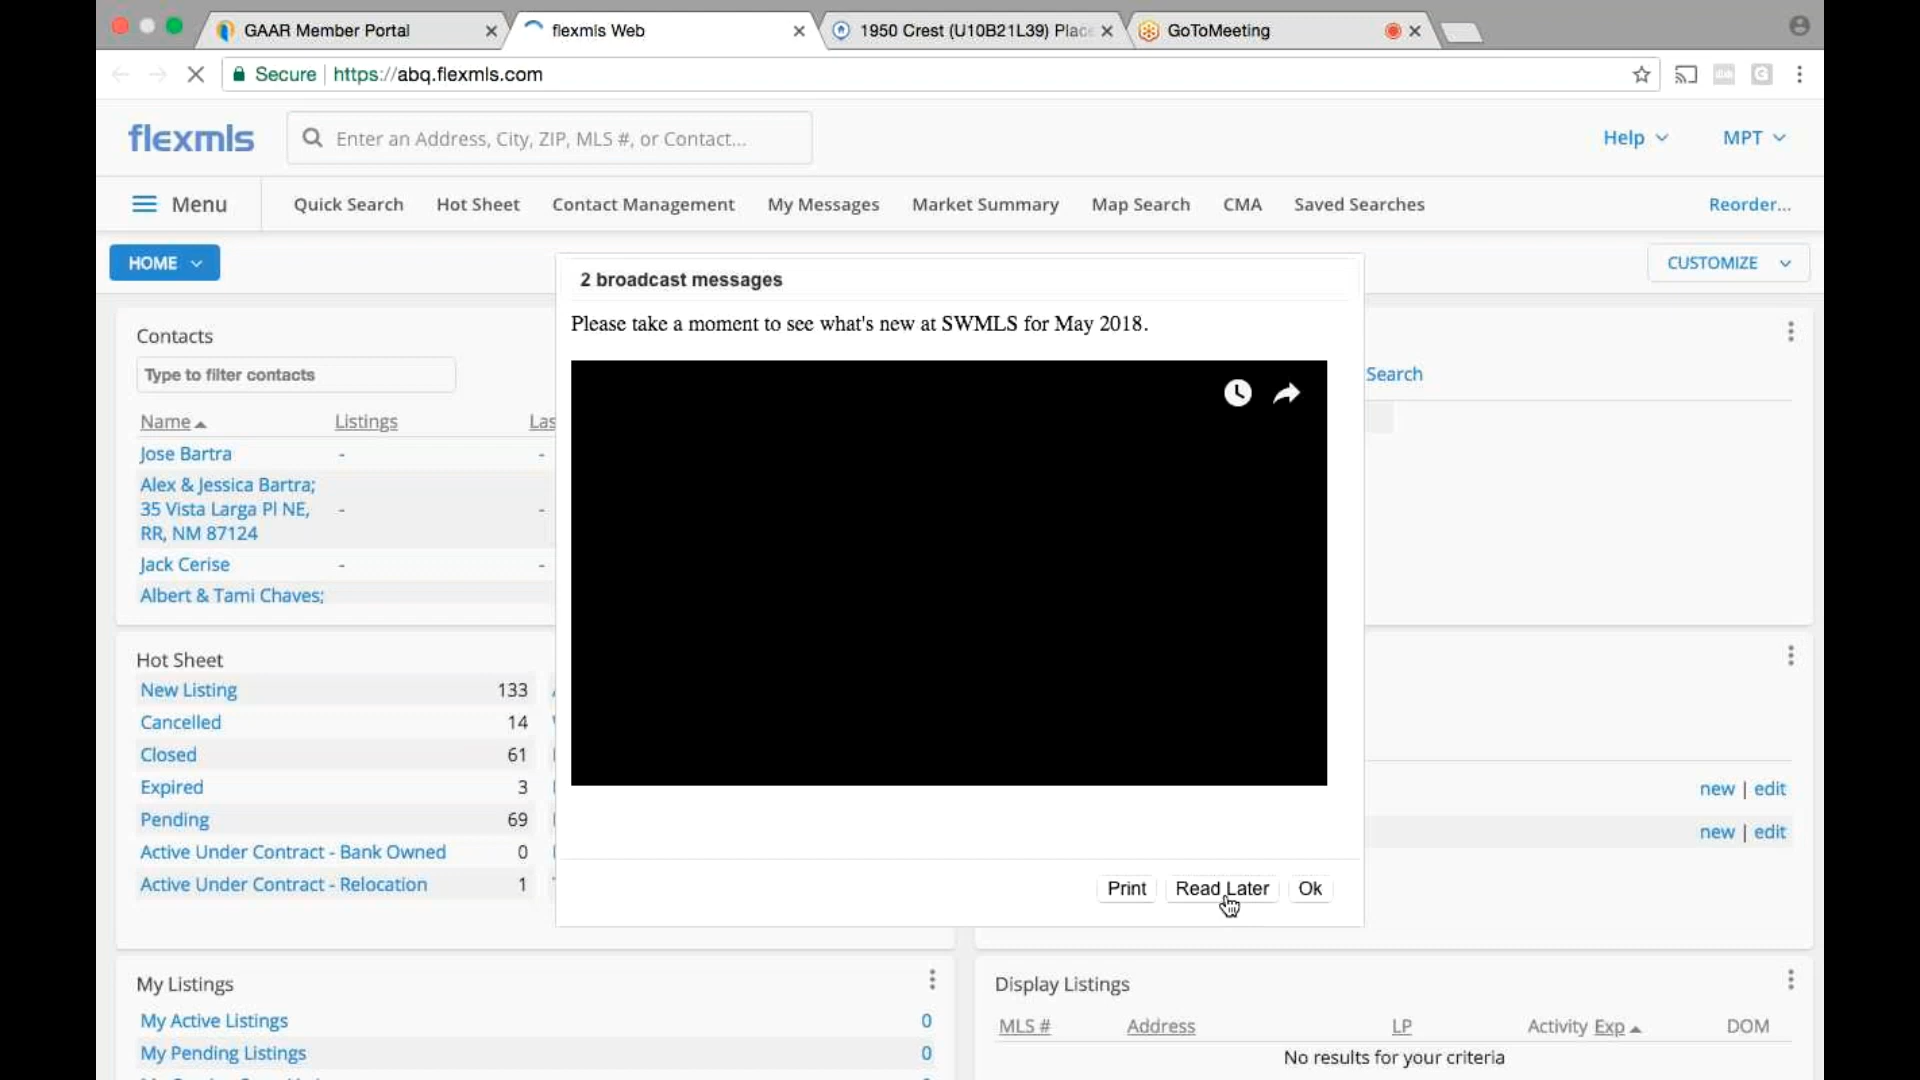 GAAR Member Portal
flexmls Web
1950 Crest (U10B21L39) Plac
GoToMeeting
Secure
https://abq.flexmls.com
flexmls
Enter an Address, City, ZIP, MLS #, or Contact...
Help
MPT
Menu
Quick Search
Hot Sheet
Contact Management
My Messages
Market Summary
Map Search
CMA
Saved Searches
Reorder...
HOME
CUSTOMIZE
2 broadcast messages
Please take a moment to see what's new at SWMLS for May 2018.
Print
Read Later
Ok
Contacts
Type to filter contacts
Name
Listings
Las
Jose Bartra - -
Alex & Jessica Bartra;
35 Vista Larga Pl NE, - -
RR, NM 87124
Jack Cerise - -
Albert & Tami Chaves;
Search
Hot Sheet
New Listing 133
Cancelled 14
Closed 61
Expired 3
Pending 69
Active Under Contract - Bank Owned 0
Active Under Contract - Relocation 1
new | edit
new | edit
My Listings
My Active Listings 0
My Pending Listings 0
Display Listings
MLS # Address LP Activity Exp DOM
No results for your criteria